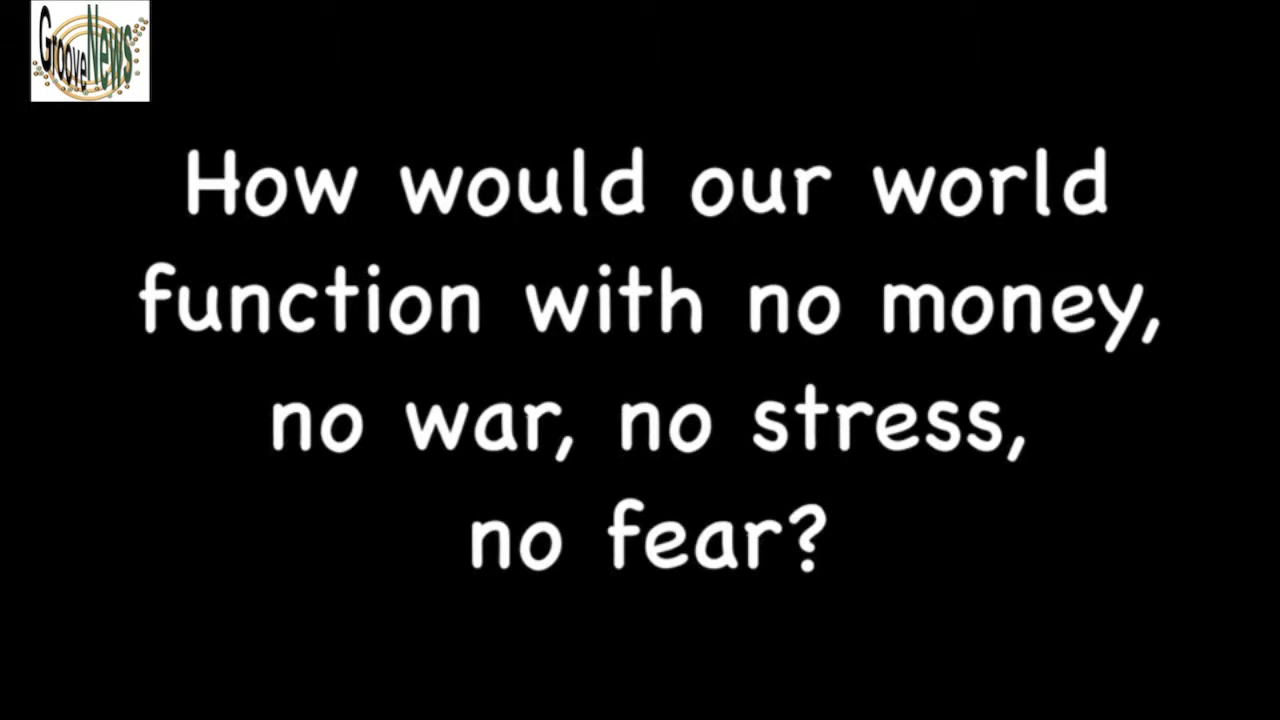 GrooveNews
How would our world
function with no money,
no war, no stress,
no fear?